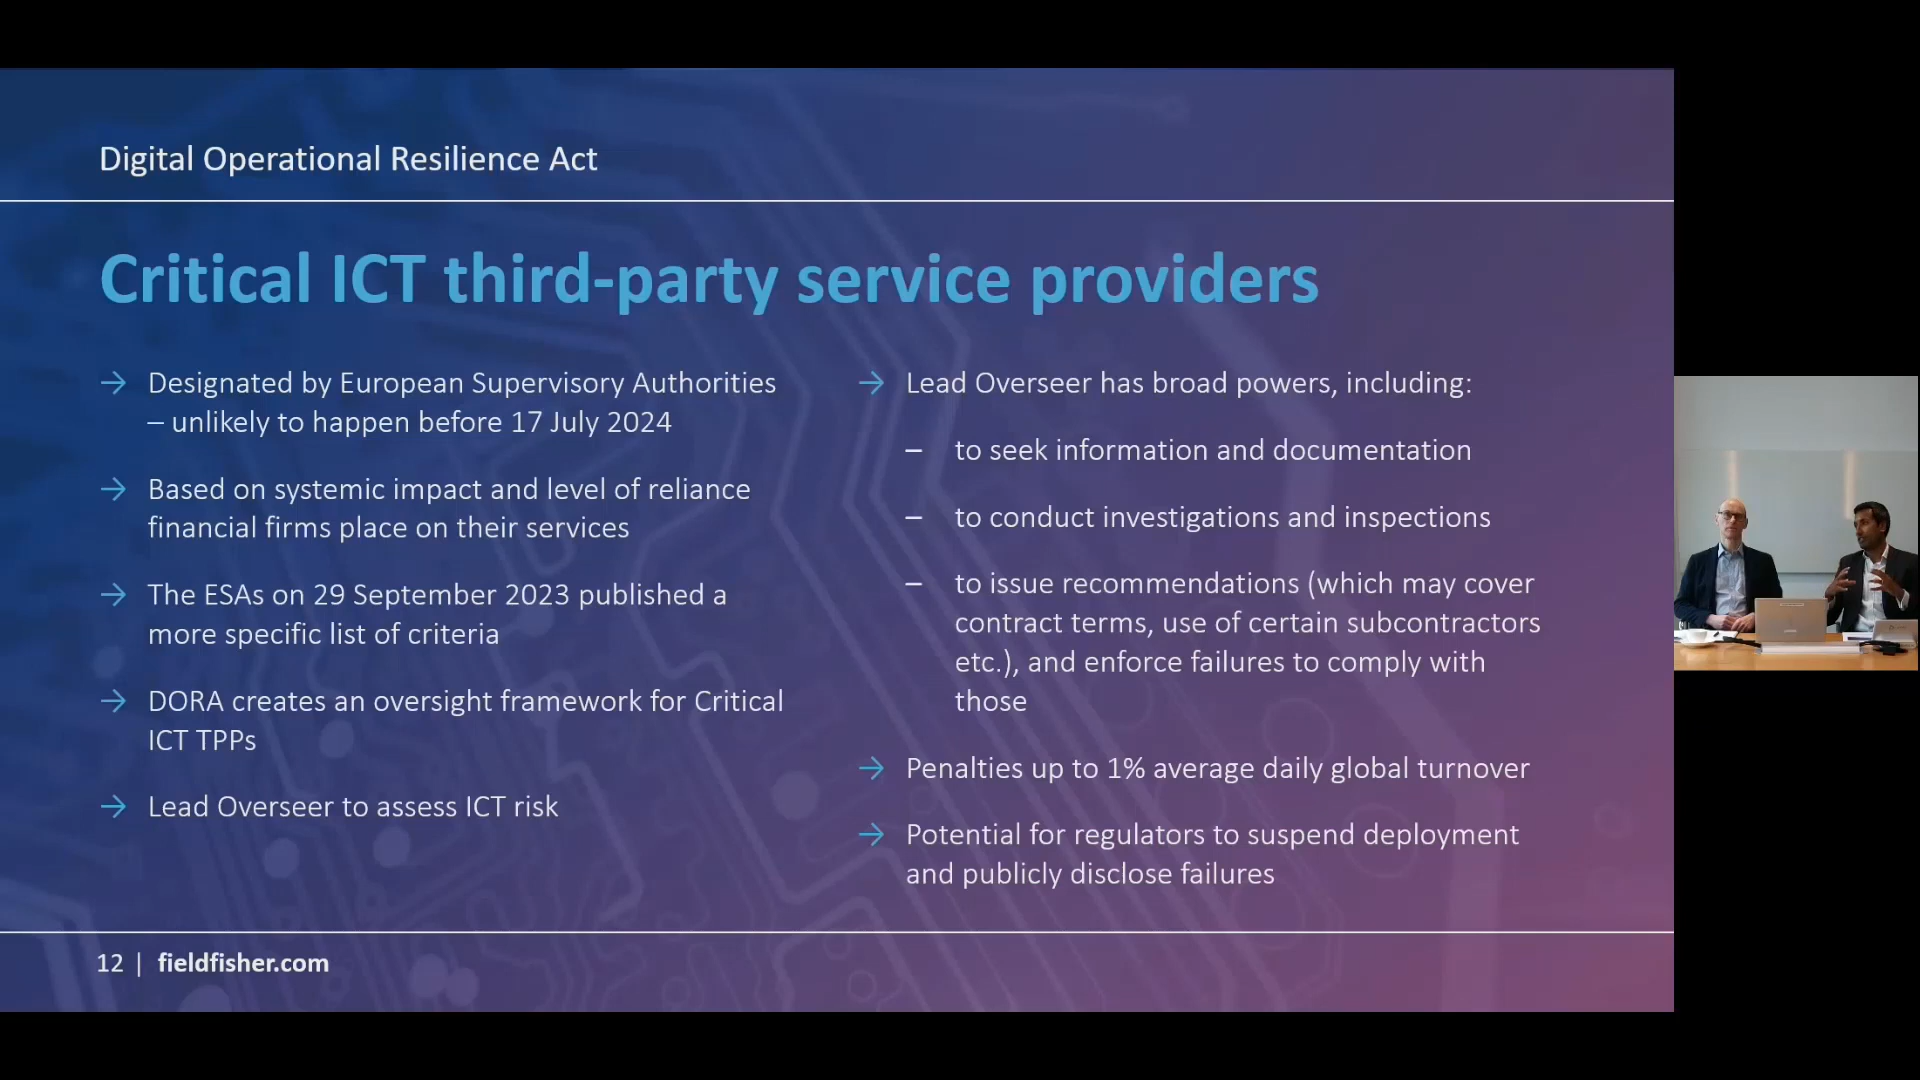 Digital Operational Resilience Act
Critical ICT third-party service providers
→ Designated by European Supervisory Authorities
– unlikely to happen before 17 July 2024
→ Based on systemic impact and level of reliance
financial firms place on their services
→ The ESAs on 29 September 2023 published a
more specific list of criteria
→ DORA creates an oversight framework for Critical
ICT TPPs
→ Lead Overseer to assess ICT risk
→ Lead Overseer has broad powers, including:
– to seek information and documentation
– to conduct investigations and inspections
– to issue recommendations (which may cover
contract terms, use of certain subcontractors
etc.), and enforce failures to comply with
those
→ Penalties up to 1% average daily global turnover
→ Potential for regulators to suspend deployment
and publicly disclose failures
12 | fieldfisher.com